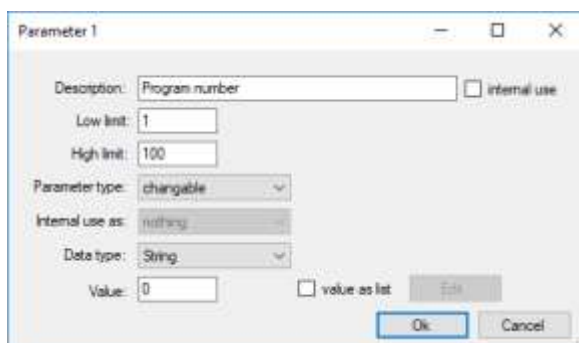 Parameter 1
Description: Program number internal use
Low limit: 1
High limit: 100
Parameter type: changable
Internal use as: nothing
Data type: String
Value: 0 value as list Edit
Ok Cancel